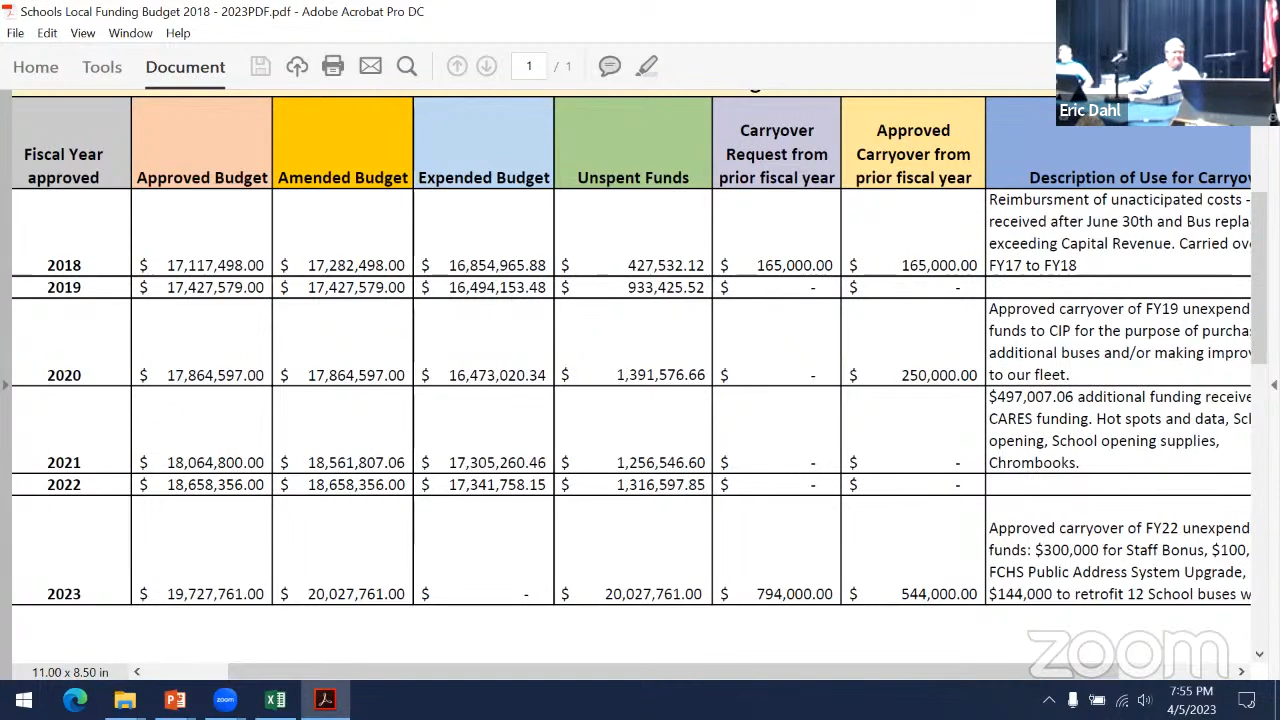 Schools Local Funding Budget 2018 - 2023PDF.pdf - Adobe Acrobat Pro DC
File Edit View Window Help
Home Tools Document 1 / 1
Eric Dahl
Fiscal Year approved Approved Budget Amended Budget Expended Budget Unspent Funds Carryover Request from prior fiscal year Approved Carryover from prior fiscal year Description of Use for Carryov
Reimbursment of unacticipated costs -
received after June 30th and Bus repla
exceeding Capital Revenue. Carried ov
2018 $ 17,117,498.00 $ 17,282,498.00 $ 16,854,965.88 $ 427,532.12 $ 165,000.00 $ 165,000.00 FY17 to FY18
2019 $ 17,427,579.00 $ 17,427,579.00 $ 16,494,153.48 $ 933,425.52 $ - $ -
Approved carryover of FY19 unexpend
funds to CIP for the purpose of purcha
additional buses and/or making improv
2020 $ 17,864,597.00 $ 17,864,597.00 $ 16,473,020.34 $ 1,391,576.66 $ - $ 250,000.00 to our fleet.
$497,007.06 additional funding receive
CARES funding. Hot spots and data, Scl
opening, School opening supplies,
2021 $ 18,064,800.00 $ 18,561,807.06 $ 17,305,260.46 $ 1,256,546.60 $ - $ - Chrombooks.
2022 $ 18,658,356.00 $ 18,658,356.00 $ 17,341,758.15 $ 1,316,597.85 $ - $ -
Approved carryover of FY22 unexpend
funds: $300,000 for Staff Bonus, $100,
FCHS Public Address System Upgrade,
2023 $ 19,727,761.00 $ 20,027,761.00 $ - $ 20,027,761.00 $ 794,000.00 $ 544,000.00 $144,000 to retrofit 12 School buses w
zoom
11.00 x 8.50 in
zoom
7:55 PM
4/5/2023